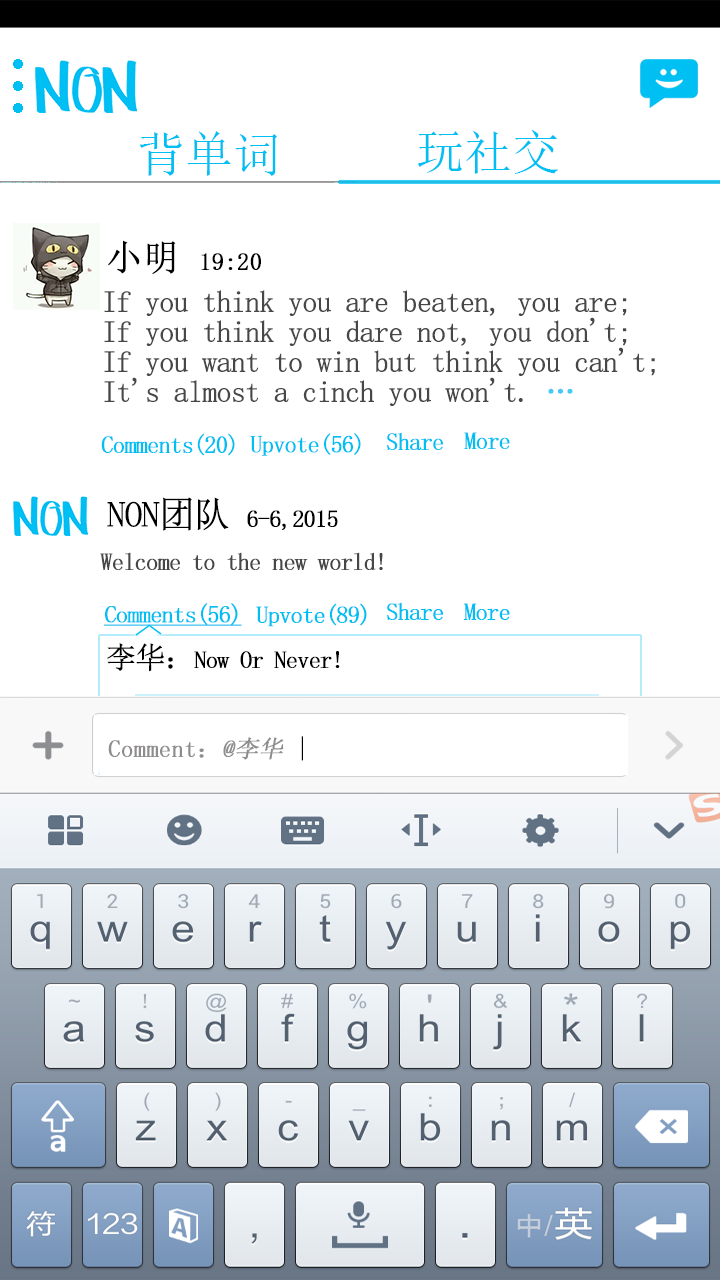 NON
背单词 玩社交
小明 19:20
If you think you are beaten, you are;
If you think you dare not, you don't;
If you want to win but think you can't;
It's almost a cinch you won't. ...
Comments(20) Upvote(56) Share More
NON NON团队 6-6,2015
Welcome to the new world!
Comments(56) Upvote(89) Share More
李华: Now Or Never!
Comment: @李华
S
1 2 3 4 5 6 7 8 9 0
q w e r t y u i o p
~ ! @ # % ' & * ?
a s d f g h j k l
( ) - _ : ; /
a z x c v b n m
符 123 A , . 中/英